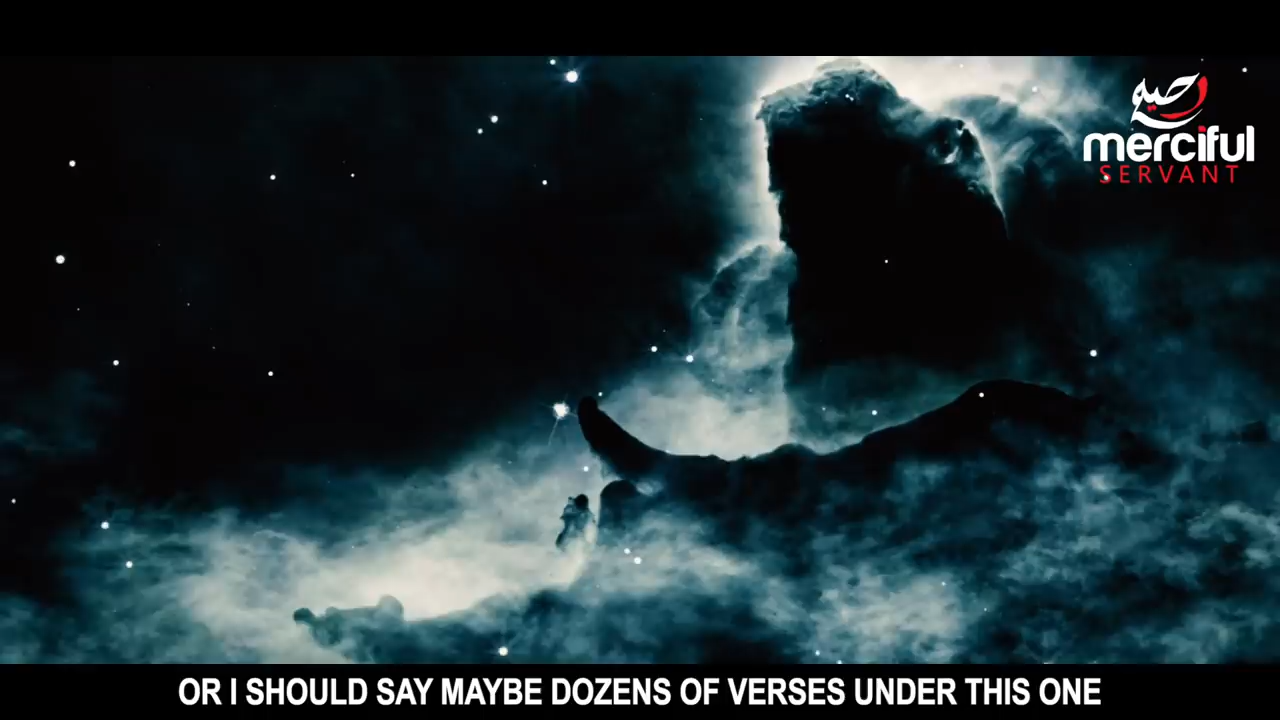 رحيم
merciful
SERVANT
OR I SHOULD SAY MAYBE DOZENS OF VERSES UNDER THIS ONE